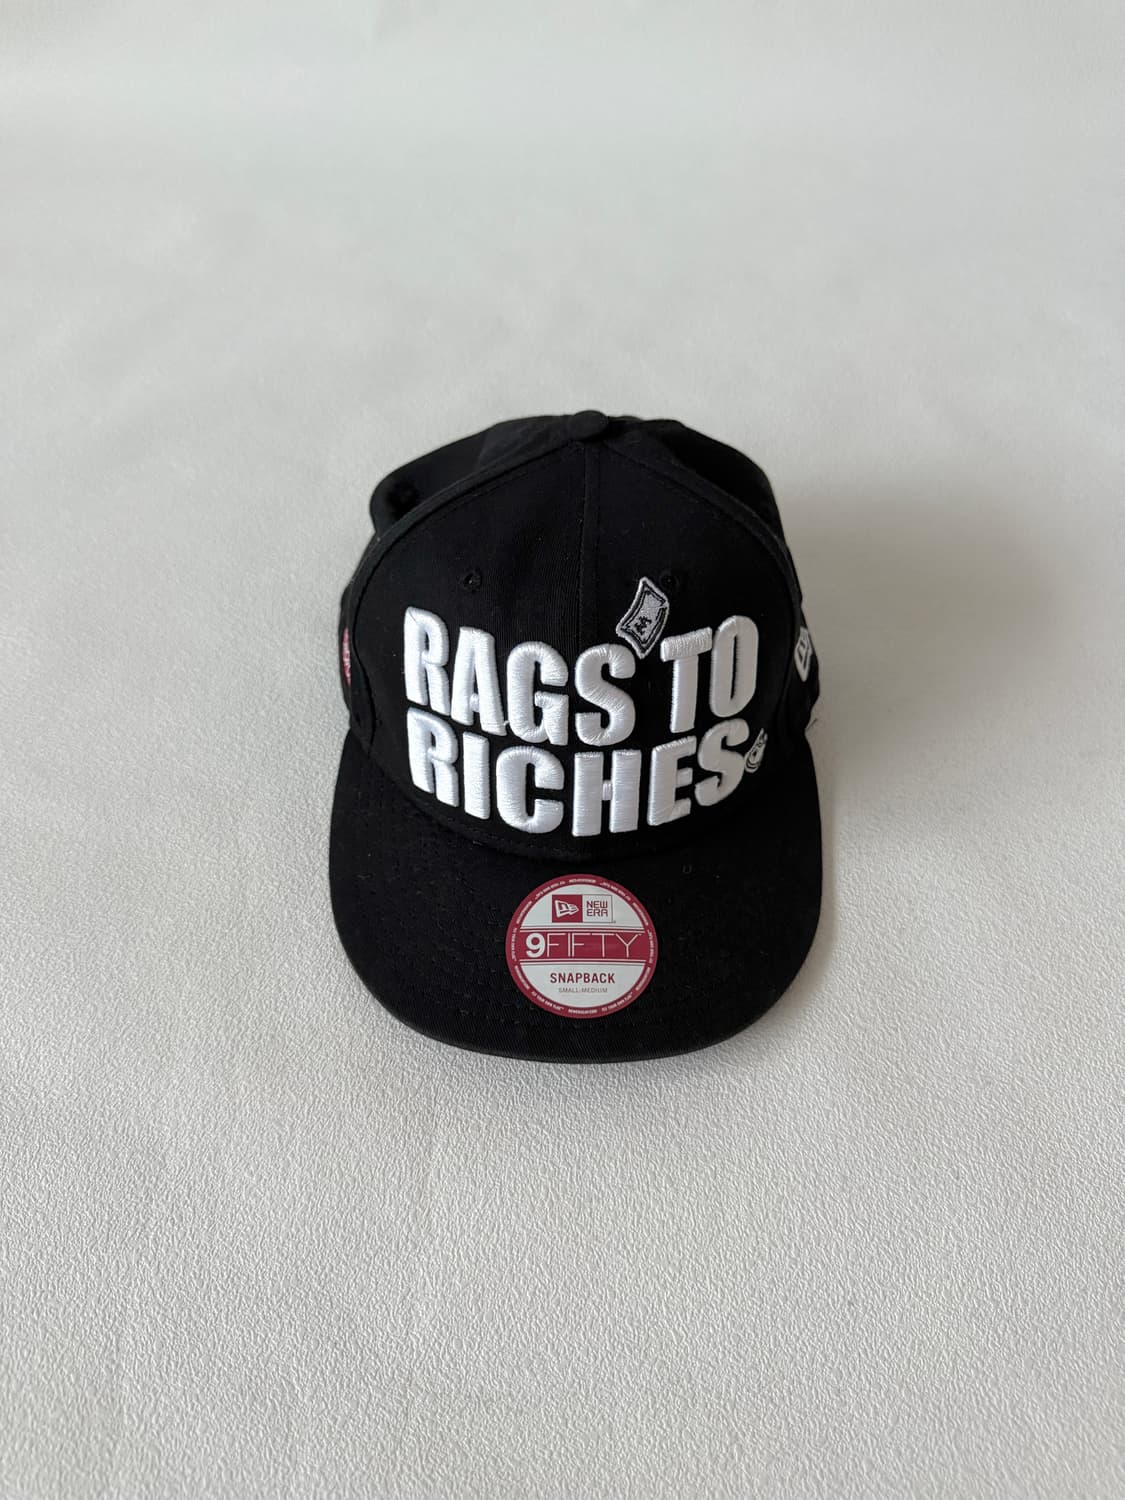 RAGS TO
RICHES
NEW
ERA
9FIFTY
SNAPBACK
SMALL-MEDIUM